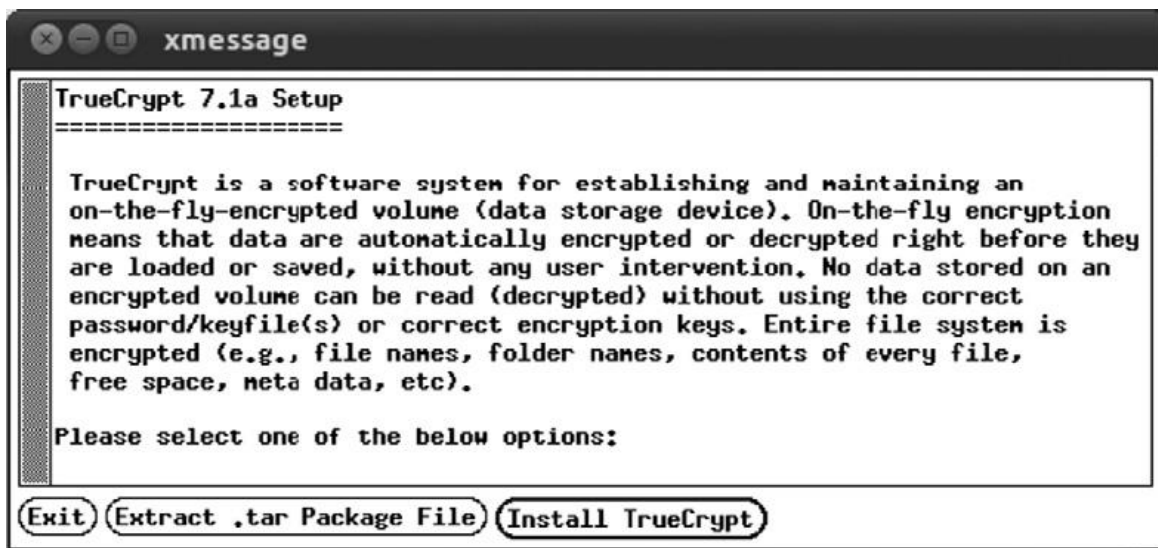 xmessage
TrueCrypt 7.1a Setup
====================
TrueCrypt is a software system for establishing and maintaining an
on-the-fly-encrypted volume (data storage device). On-the-fly encryption
means that data are automatically encrypted or decrypted right before they
are loaded or saved, without any user intervention. No data stored on an
encrypted volume can be read (decrypted) without using the correct
password/keyfile(s) or correct encryption keys. Entire file system is
encrypted (e.g., file names, folder names, contents of every file,
free space, meta data, etc).
Please select one of the below options:
Exit Extract .tar Package File Install TrueCrypt